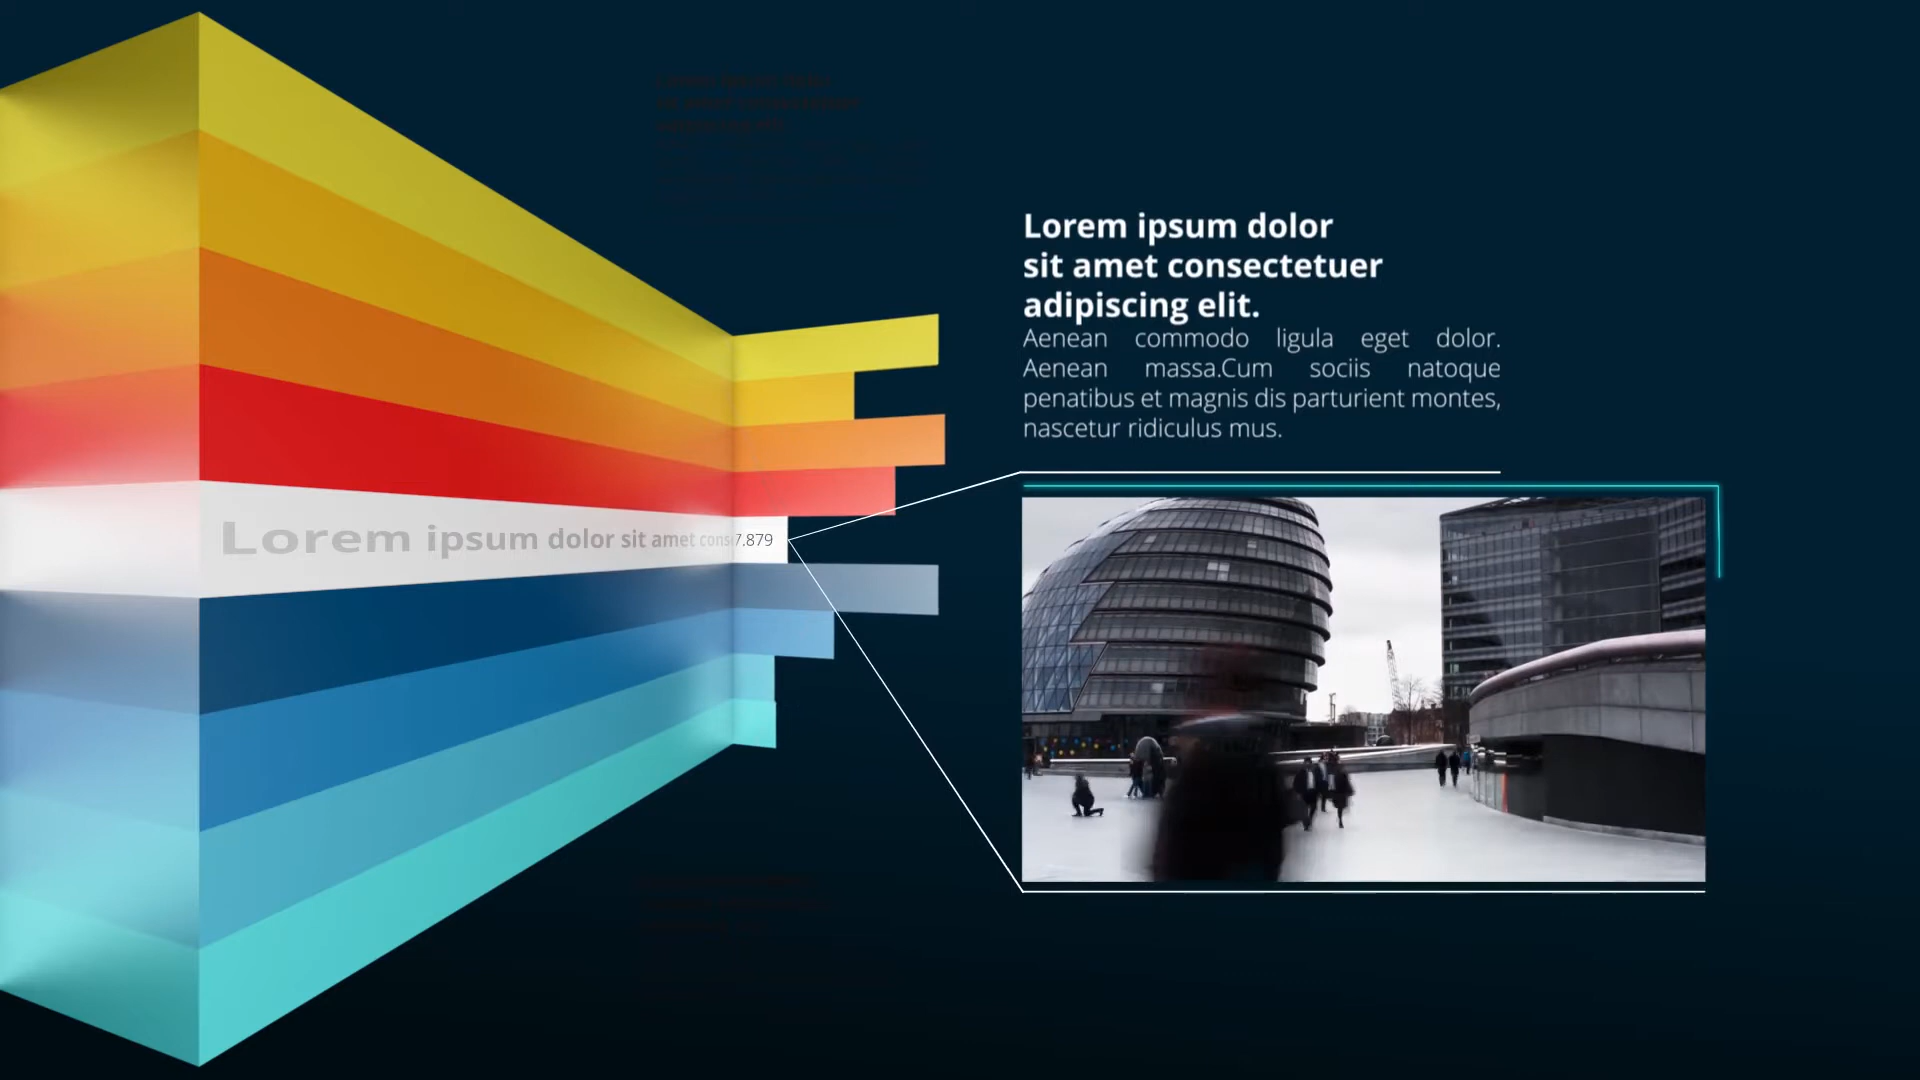 Lorem ipsum dolor
sit amet consectetuer
adipiscing elit.
Aenean commodo ligula eget dolor.
Aenean massa.Cum sociis natoque
penatibus et magnis dis parturient montes,
nascetur ridiculus mus.
Lorem ipsum dolor sit amet conse
7.879